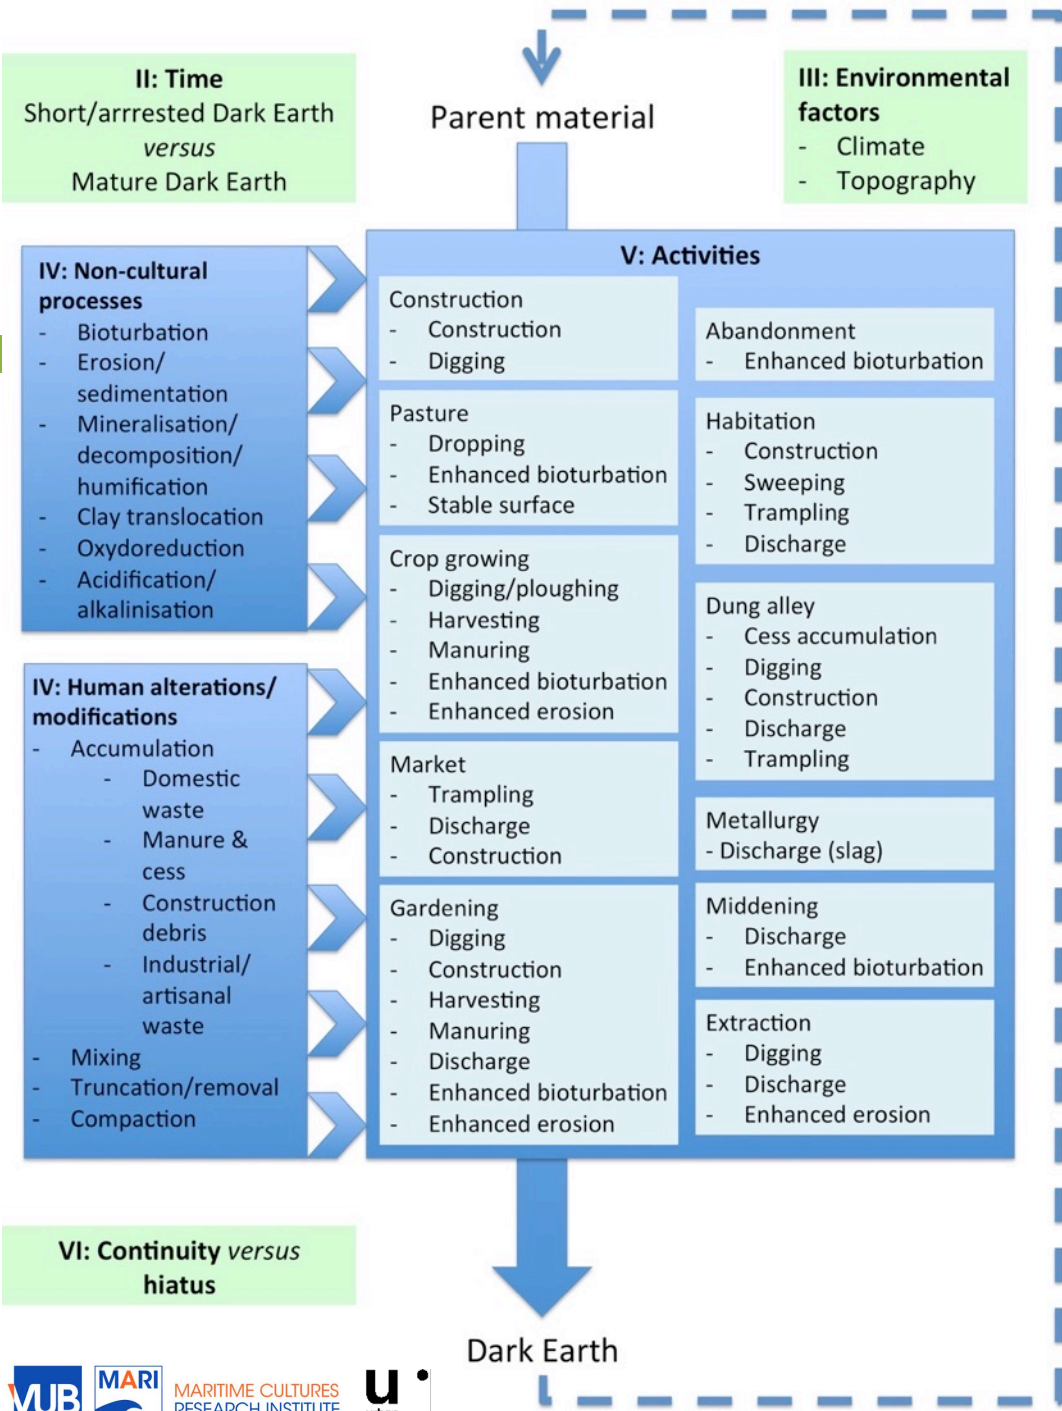 II: Time
Short/arrrested Dark Earth
versus
Mature Dark Earth
Parent material
III: Environmental
factors
- Climate
- Topography
IV: Non-cultural
processes
- Bioturbation
- Erosion/
sedimentation
- Mineralisation/
decomposition/
humification
- Clay translocation
- Oxydoreduction
- Acidification/
alkalinisation
IV: Human alterations/
modifications
- Accumulation
- Domestic
waste
- Manure &
cess
- Construction
debris
- Industrial/
artisanal
waste
- Mixing
- Truncation/removal
- Compaction
V: Activities
Construction
- Construction
- Digging
Pasture
- Dropping
- Enhanced bioturbation
- Stable surface
Crop growing
- Digging/ploughing
- Harvesting
- Manuring
- Enhanced bioturbation
- Enhanced erosion
Market
- Trampling
- Discharge
- Construction
Gardening
- Digging
- Construction
- Harvesting
- Manuring
- Discharge
- Enhanced bioturbation
- Enhanced erosion
Abandonment
- Enhanced bioturbation
Habitation
- Construction
- Sweeping
- Trampling
- Discharge
Dung alley
- Cess accumulation
- Digging
- Construction
- Discharge
- Trampling
Metallurgy
- Discharge (slag)
Middening
- Discharge
- Enhanced bioturbation
Extraction
- Digging
- Discharge
- Enhanced erosion
VI: Continuity versus
hiatus
Dark Earth
VUB
MARI
MARITIME CULTURES
RESEARCH INSTITUTE
u